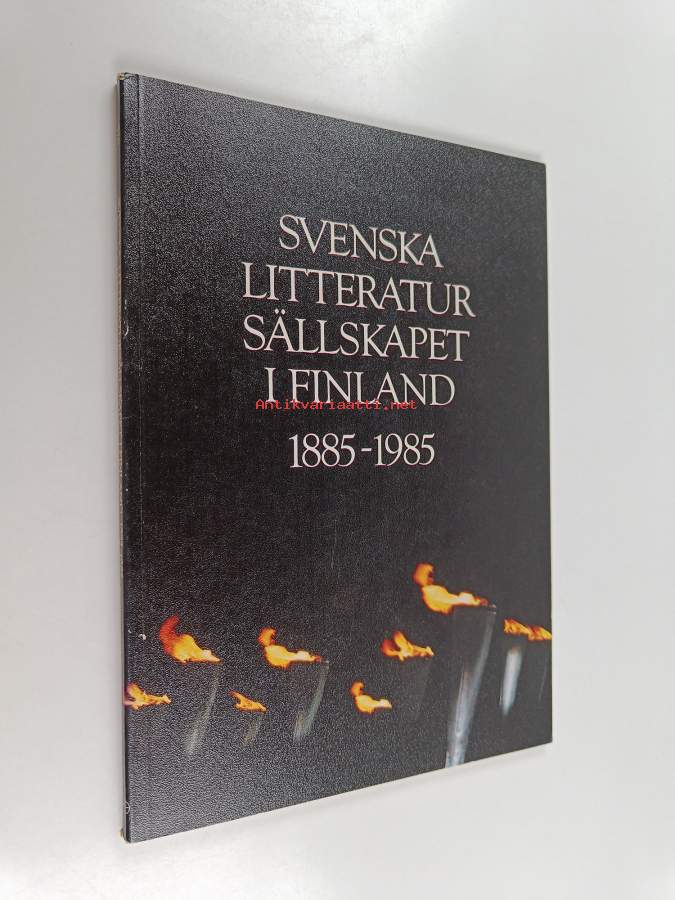 SVENSKA
LITTERATUR
SÄLLSKAPET
I FINLAND
Antikvariaatti.net
1885-1985